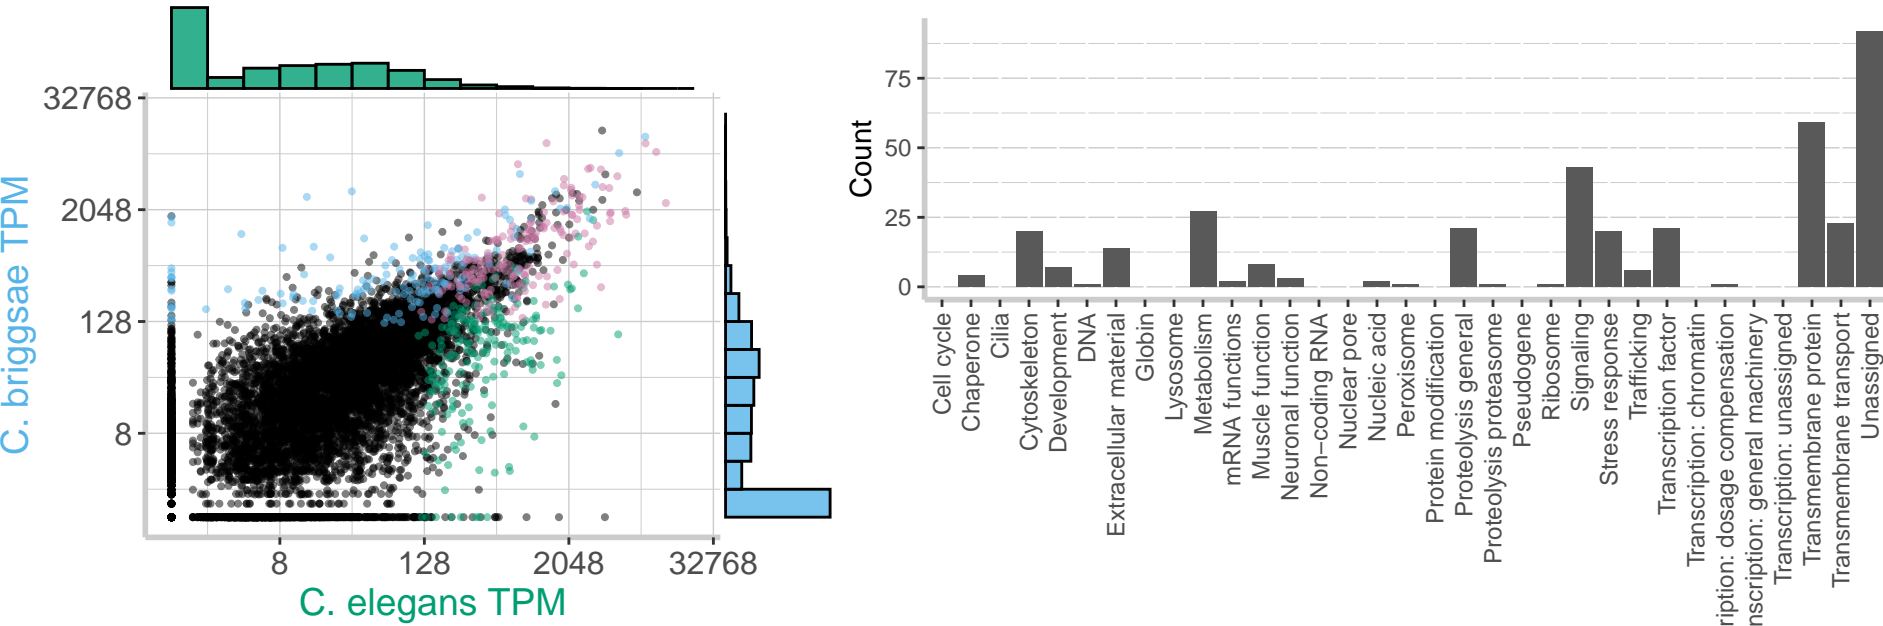 32768
2048
128
8
C. briggsae TPM
8
128
2048
32768
C. elegans TPM
Count
75
50
25
0
Cell cycle
Chaperone
Cilia
Cytoskeleton
Development
DNA
Extracellular material
Globin
Lysosome
Metabolism
mRNA functions
Muscle function
Neuronal function
Non−coding RNA
Nuclear pore
Nucleic acid
Peroxisome
Protein modification
Proteolysis general
Proteolysis proteasome
Pseudogene
Ribosome
Signaling
Stress response
Trafficking
Transcription factor
Transcription: chromatin
ription: dosage compensation
nscription: general machinery
Transcription: unassigned
Transmembrane protein
Transmembrane transport
Unassigned